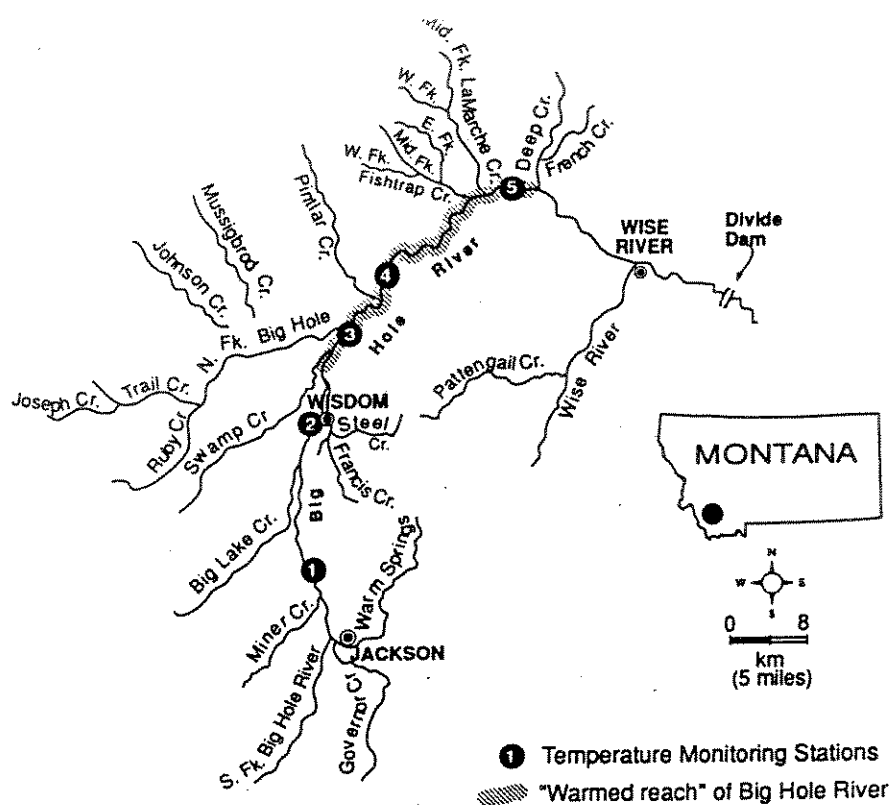 Mid. Fk. LaMarche Cr.
W. Fk.
E. Fk.
Mid. Fk.
W. Fk.
Fishtrap Cr.
Deep Cr.
French Cr.
5
Pintlar Cr.
Mussigbrod Cr.
Johnson Cr.
WISE
RIVER
Divide
Dam
4
River
3
Hole
N. Fk. Big Hole
Wise River
Pattengail Cr.
Joseph Cr.
Trail Cr.
Ruby Cr.
Swamp Cr
WISDOM
2
Steel
Cr.
Francis Cr.
Big
MONTANA
Big Lake Cr.
1
Warm Springs
Miner Cr.
JACKSON
S. Fk. Big Hole River
Governor Cr
N
W S
S
0 8
km
(5 miles)
1 Temperature Monitoring Stations
"Warmed reach" of Big Hole River